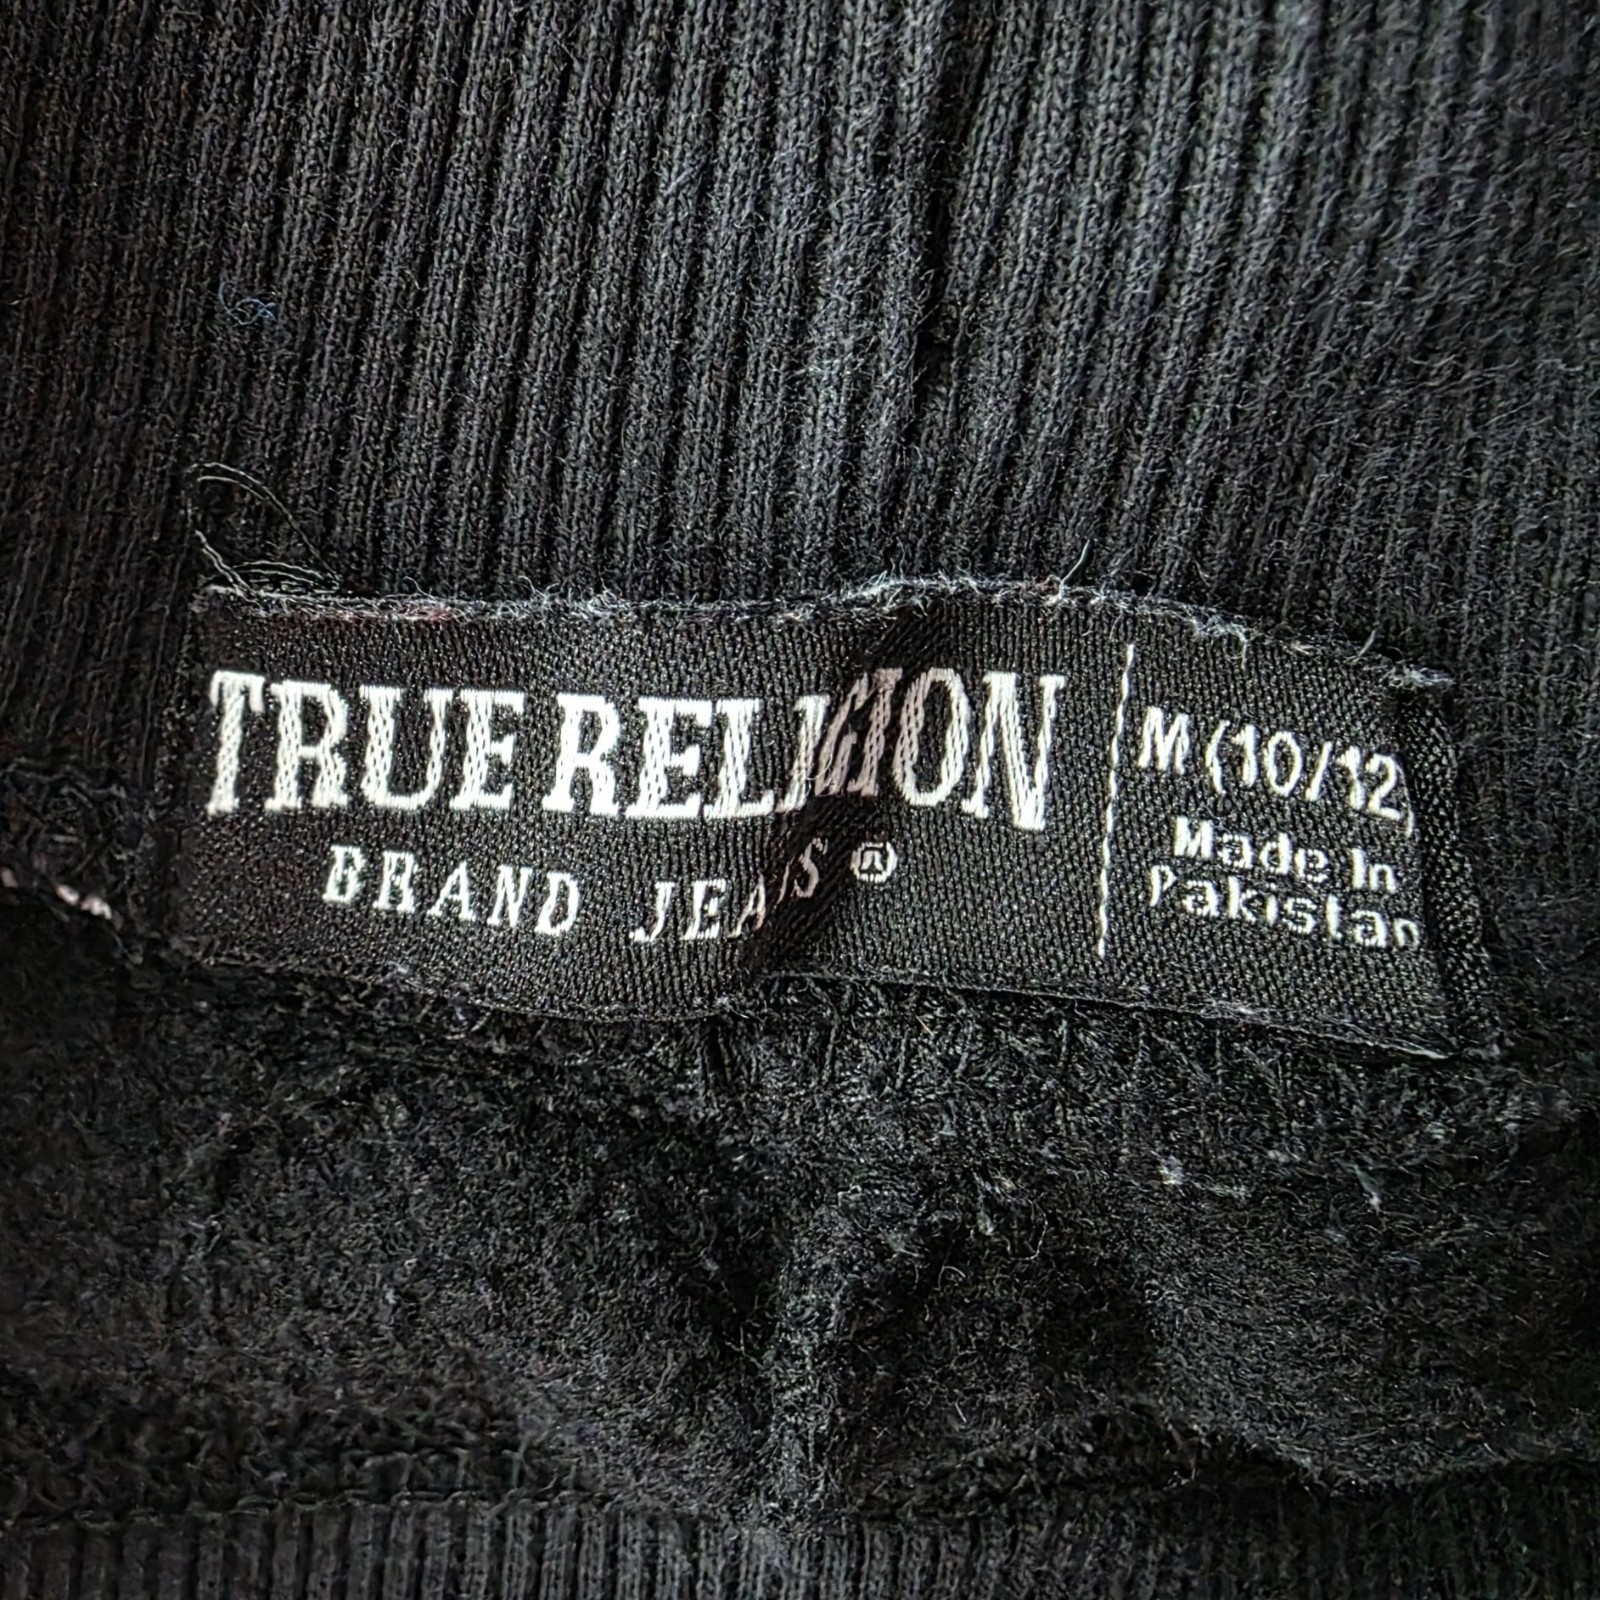 TRUE RELIGION
BRAND JEANS®
M (10/12)
Made In
Pakistan